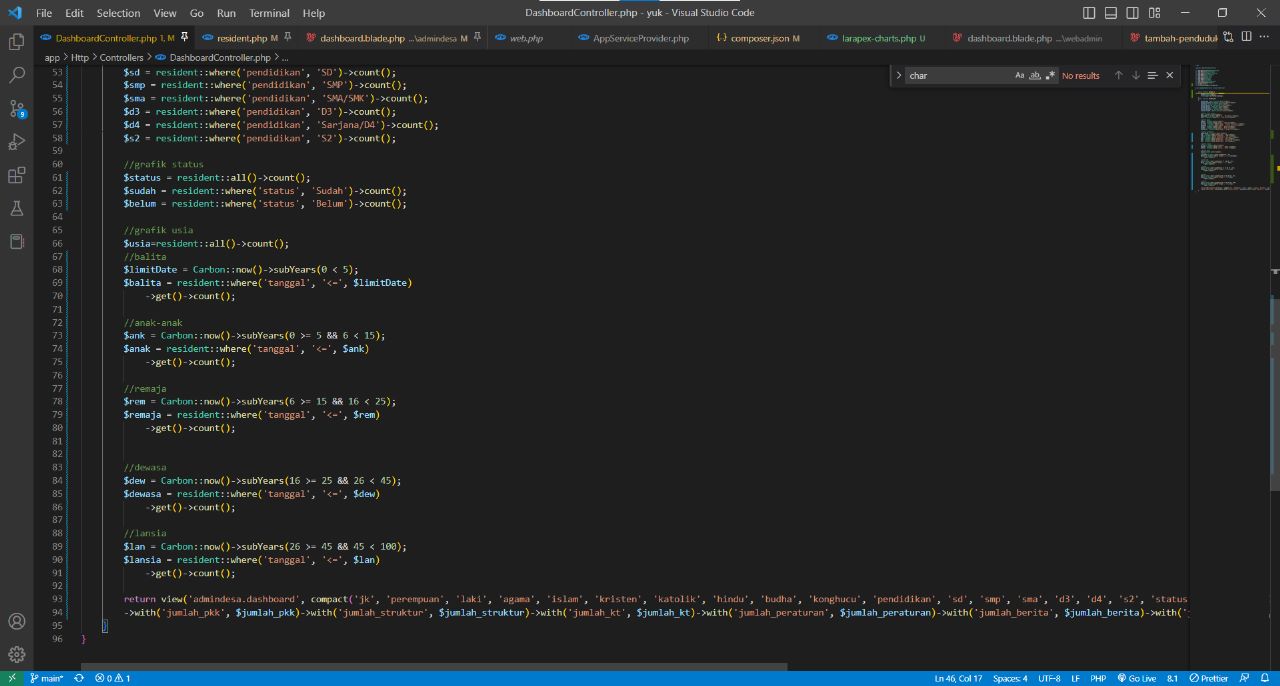 File Edit Selection View Go Run Terminal Help DashboardController.php - yuk - Visual Studio Code
DashboardController.php 1, M resident.php M dashboard.blade.php ...\admindesa M web.php AppServiceProvider.php composer.json M larapex-charts.php U dashboard.blade.php ...\webadmin tambah-penduduk
app > Http > Controllers > DashboardController.php > ...
char Aa ab .* No results
53 $sd = resident::where('pendidikan', 'SD')->count();
54 $smp = resident::where('pendidikan', 'SMP')->count();
55 $sma = resident::where('pendidikan', 'SMA/SMK')->count();
56 $d3 = resident::where('pendidikan', 'D3')->count();
57 $d4 = resident::where('pendidikan', 'Sarjana/D4')->count();
58 $s2 = resident::where('pendidikan', 'S2')->count();
59
60 //grafik status
61 $status = resident::all()->count();
62 $sudah = resident::where('status', 'Sudah')->count();
63 $belum = resident::where('status', 'Belum')->count();
64
65 //grafik usia
66 $usia=resident::all()->count();
67 //balita
68 $limitDate = Carbon::now()->subYears(0 < 5);
69 $balita = resident::where('tanggal', '<=', $limitDate)
70 ->get()->count();
71
72 //anak-anak
73 $ank = Carbon::now()->subYears(0 >= 5 && 6 < 15);
74 $anak = resident::where('tanggal', '<=', $ank)
75 ->get()->count();
76
77 //remaja
78 $rem = Carbon::now()->subYears(6 >= 15 && 16 < 25);
79 $remaja = resident::where('tanggal', '<=', $rem)
80 ->get()->count();
81
82
83 //dewasa
84 $dew = Carbon::now()->subYears(16 >= 25 && 26 < 45);
85 $dewasa = resident::where('tanggal', '<=', $dew)
86 ->get()->count();
87
88 //lansia
89 $lan = Carbon::now()->subYears(26 >= 45 && 45 < 100);
90 $lansia = resident::where('tanggal', '<=', $lan)
91 ->get()->count();
92
93 return view('admindesa.dashboard', compact('jk', 'perempuan', 'laki', 'agama', 'islam', 'kristen', 'katolik', 'hindu', 'budha', 'konghucu', 'pendidikan', 'sd', 'smp', 'sma', 'd3', 'd4', 's2', 'status
94 ->with('jumlah_pkk', $jumlah_pkk)->with('jumlah_struktur', $jumlah_struktur)->with('jumlah_kt', $jumlah_kt)->with('jumlah_peraturan', $jumlah_peraturan)->with('jumlah_berita', $jumlah_berita)->with('
95 }
96 }
9
main* 0 1 Ln 46, Col 17 Spaces: 4 UTF-8 LF PHP Go Live 8.1 Prettier